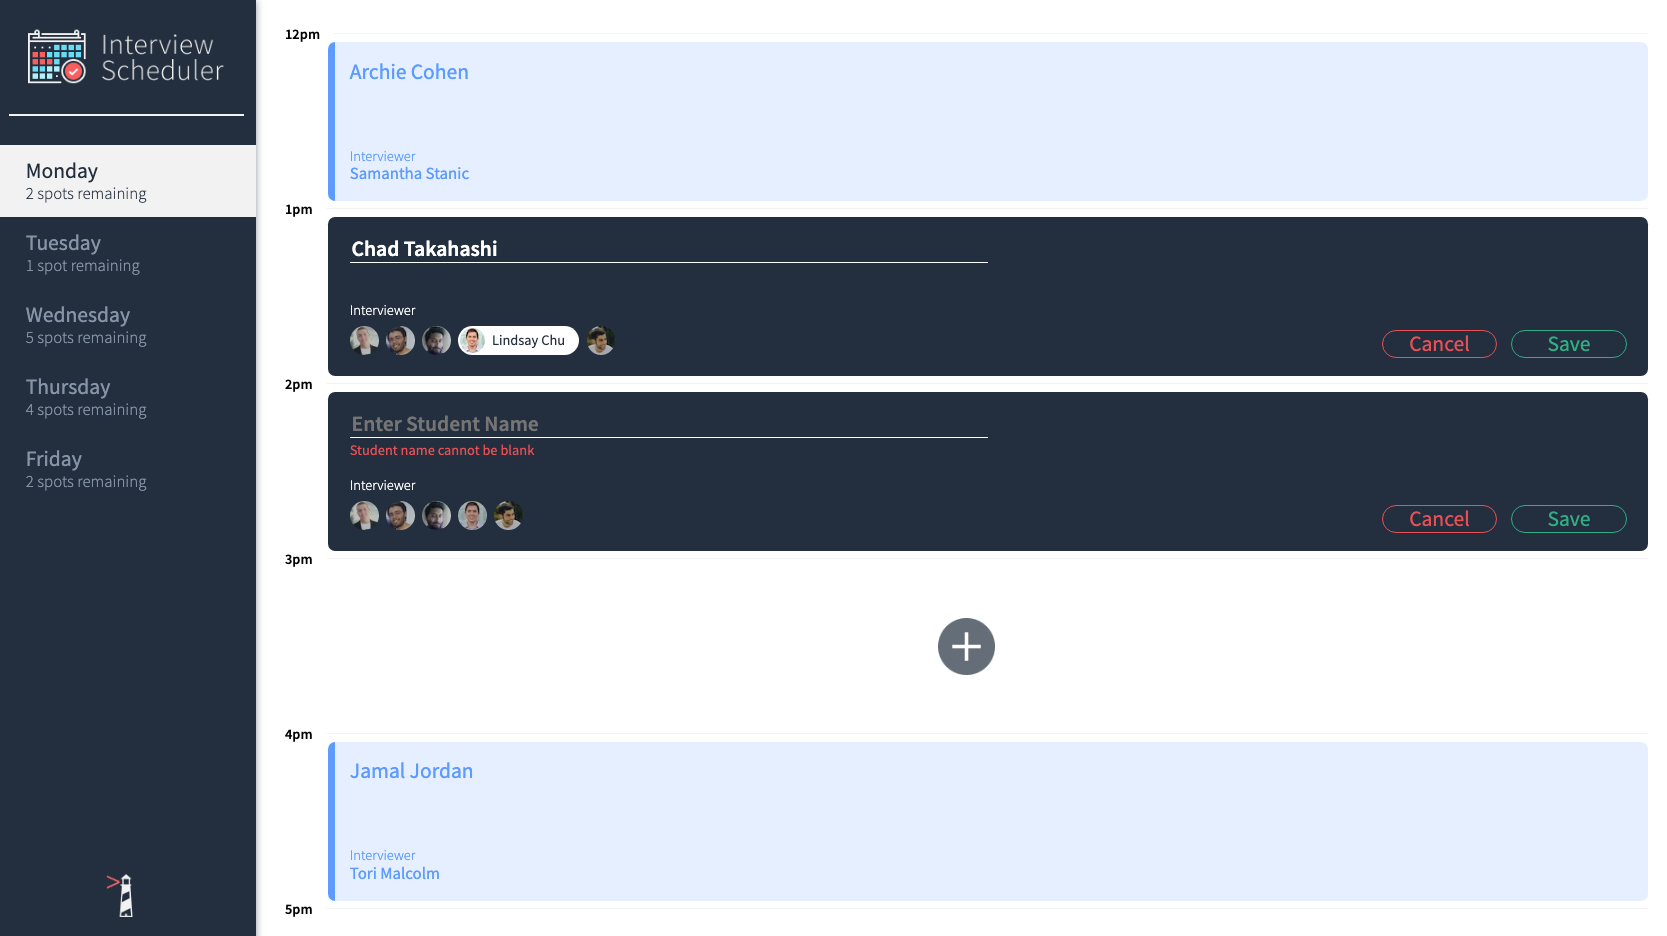 Interview
Scheduler
Monday
2 spots remaining
Tuesday
1 spot remaining
Wednesday
5 spots remaining
Thursday
4 spots remaining
Friday
2 spots remaining
12pm
Archie Cohen
Interviewer
Samantha Stanic
1pm
Chad Takahashi
Interviewer
Lindsay Chu
Cancel
Save
2pm
Enter Student Name
Student name cannot be blank
Interviewer
Cancel
Save
3pm
4pm
Jamal Jordan
Interviewer
Tori Malcolm
5pm